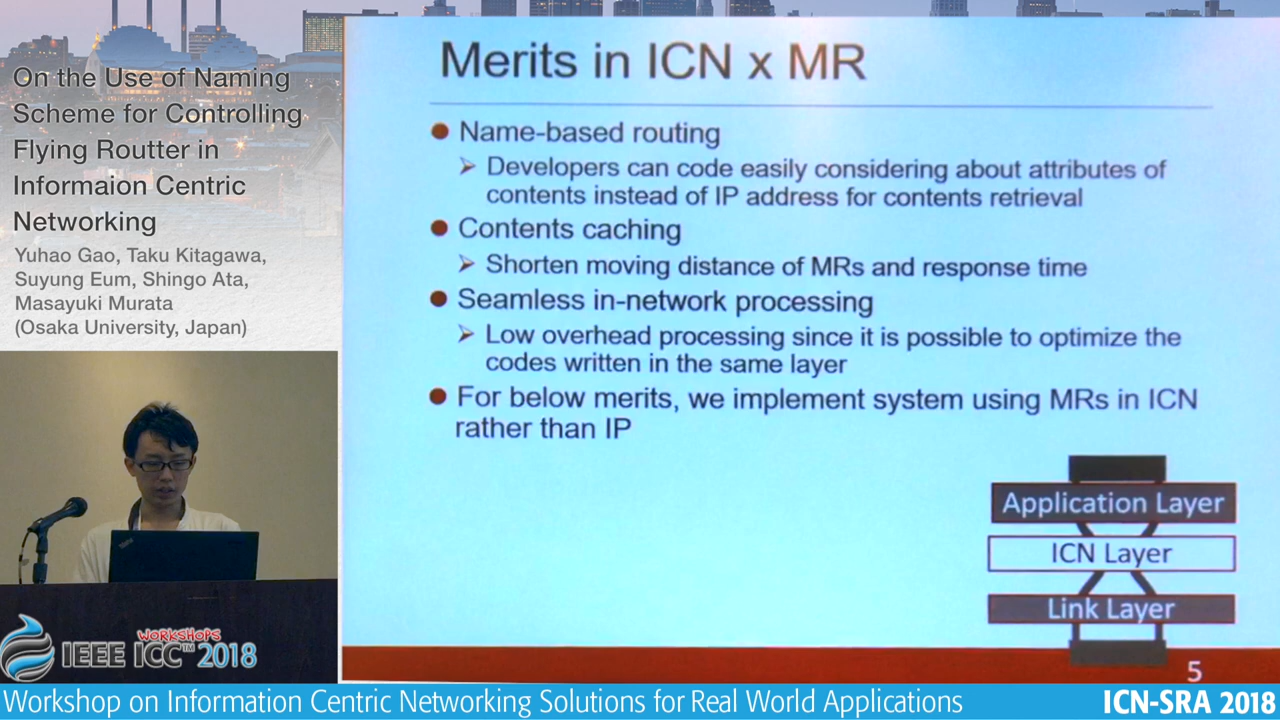 On the Use of Naming
Scheme for Controlling
Flying Routter in
Informaion Centric
Networking
Yuhao Gao, Taku Kitagawa,
Suyung Eum, Shingo Ata,
Masayuki Murata
(Osaka University, Japan)
WORKSHOPS
IEEE ICC™ 2018
Merits in ICN x MR
Name-based routing
Developers can code easily considering about attributes of
contents instead of IP address for contents retrieval
Contents caching
Shorten moving distance of MRs and response time
Seamless in-network processing
Low overhead processing since it is possible to optimize the
codes written in the same layer
For below merits, we implement system using MRs in ICN
rather than IP
Application Layer
ICN Layer
Link Layer
5
Workshop on Information Centric Networking Solutions for Real World Applications
ICN-SRA 2018